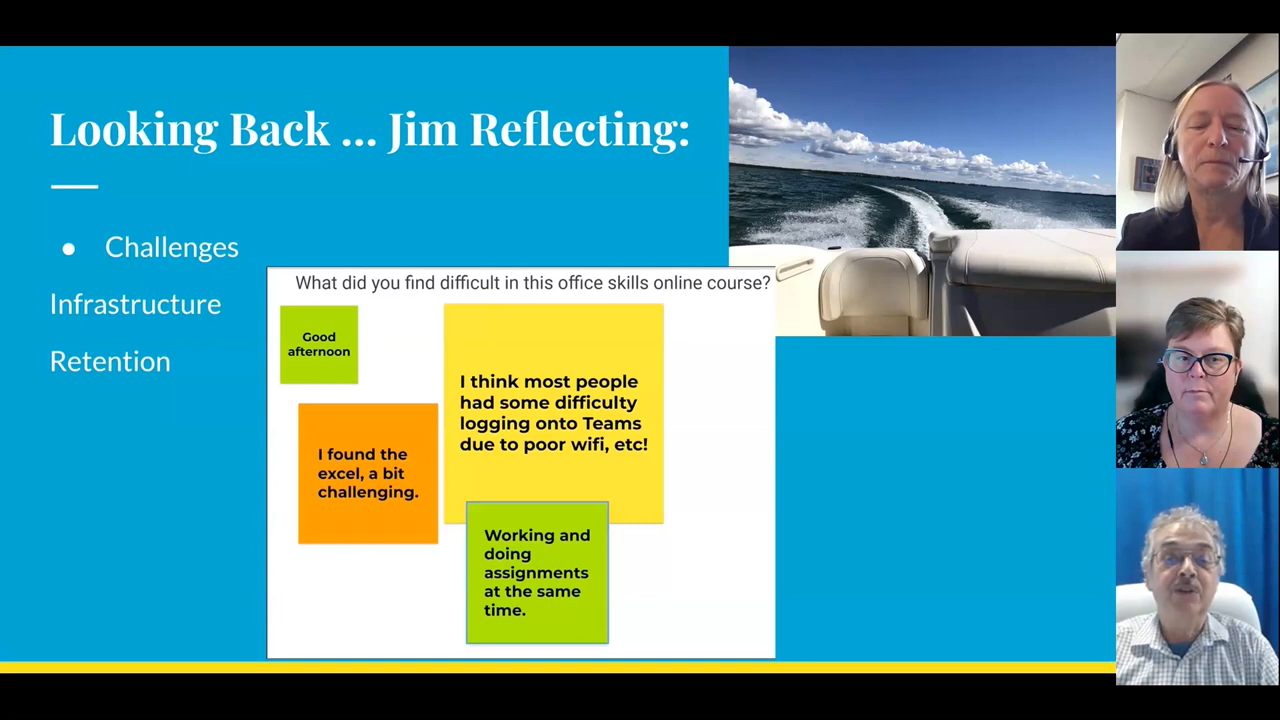 Looking Back ... Jim Reflecting:
● Challenges
Infrastructure
Retention
What did you find difficult in this office skills online course?
Good
afternoon
I think most people
had some difficulty
logging onto Teams
due to poor wifi, etc!
I found the
excel, a bit
challenging.
Working and
doing
assignments
at the same
time.